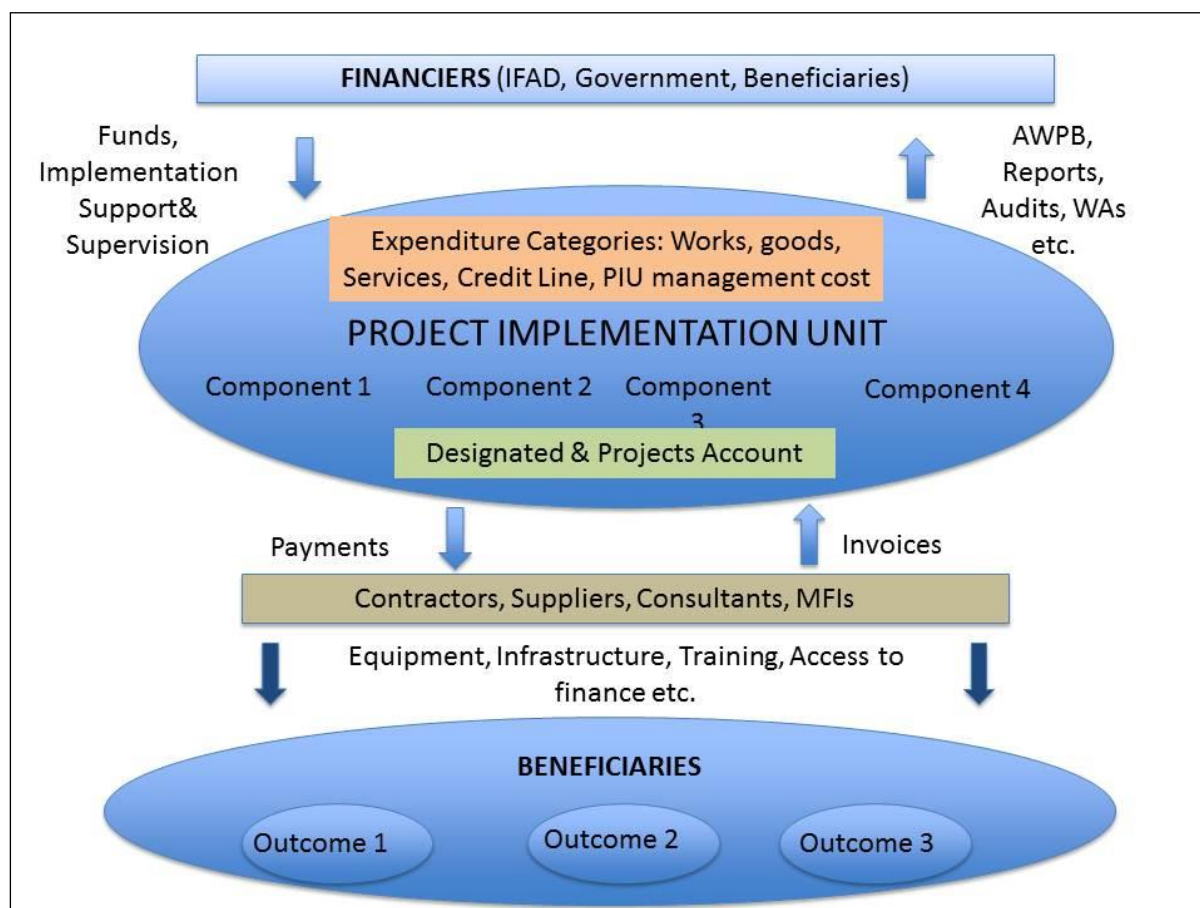 FINANCIERS (IFAD, Government, Beneficiaries)
Funds,
Implementation
Support&
Supervision
AWPB,
Reports,
Audits, WAs
etc.
Expenditure Categories: Works, goods,
Services, Credit Line, PIU management cost
PROJECT IMPLEMENTATION UNIT
Component 1
Component 2
Component
3
Component 4
Designated & Projects Account
Payments
Invoices
Contractors, Suppliers, Consultants, MFIs
Equipment, Infrastructure, Training, Access to
finance etc.
BENEFICIARIES
Outcome 1
Outcome 2
Outcome 3